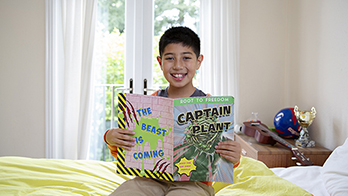 THE
BEAST
IS
COMING
ROOT TO FREEDOM
CAPTAIN
PLANT